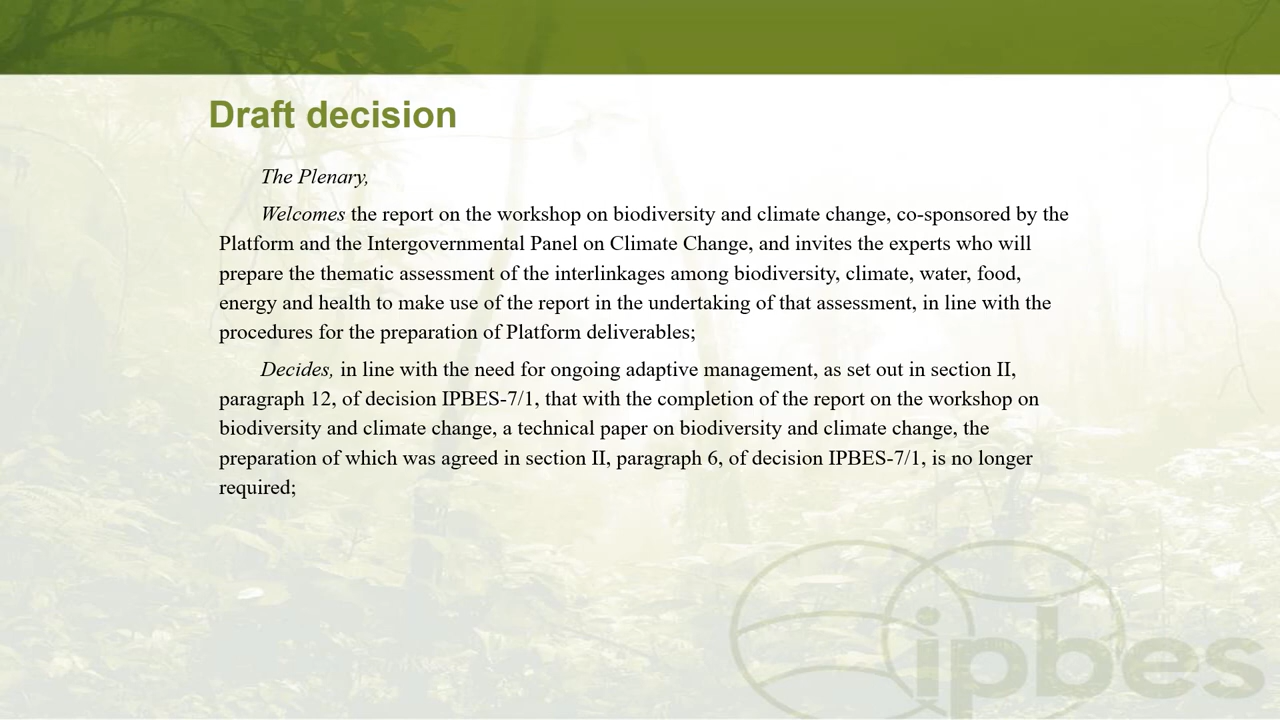 Draft decision
The Plenary,
Welcomes the report on the workshop on biodiversity and climate change, co-sponsored by the
Platform and the Intergovernmental Panel on Climate Change, and invites the experts who will
prepare the thematic assessment of the interlinkages among biodiversity, climate, water, food,
energy and health to make use of the report in the undertaking of that assessment, in line with the
procedures for the preparation of Platform deliverables;
Decides, in line with the need for ongoing adaptive management, as set out in section II,
paragraph 12, of decision IPBES-7/1, that with the completion of the report on the workshop on
biodiversity and climate change, a technical paper on biodiversity and climate change, the
preparation of which was agreed in section II, paragraph 6, of decision IPBES-7/1, is no longer
required;
ipbes